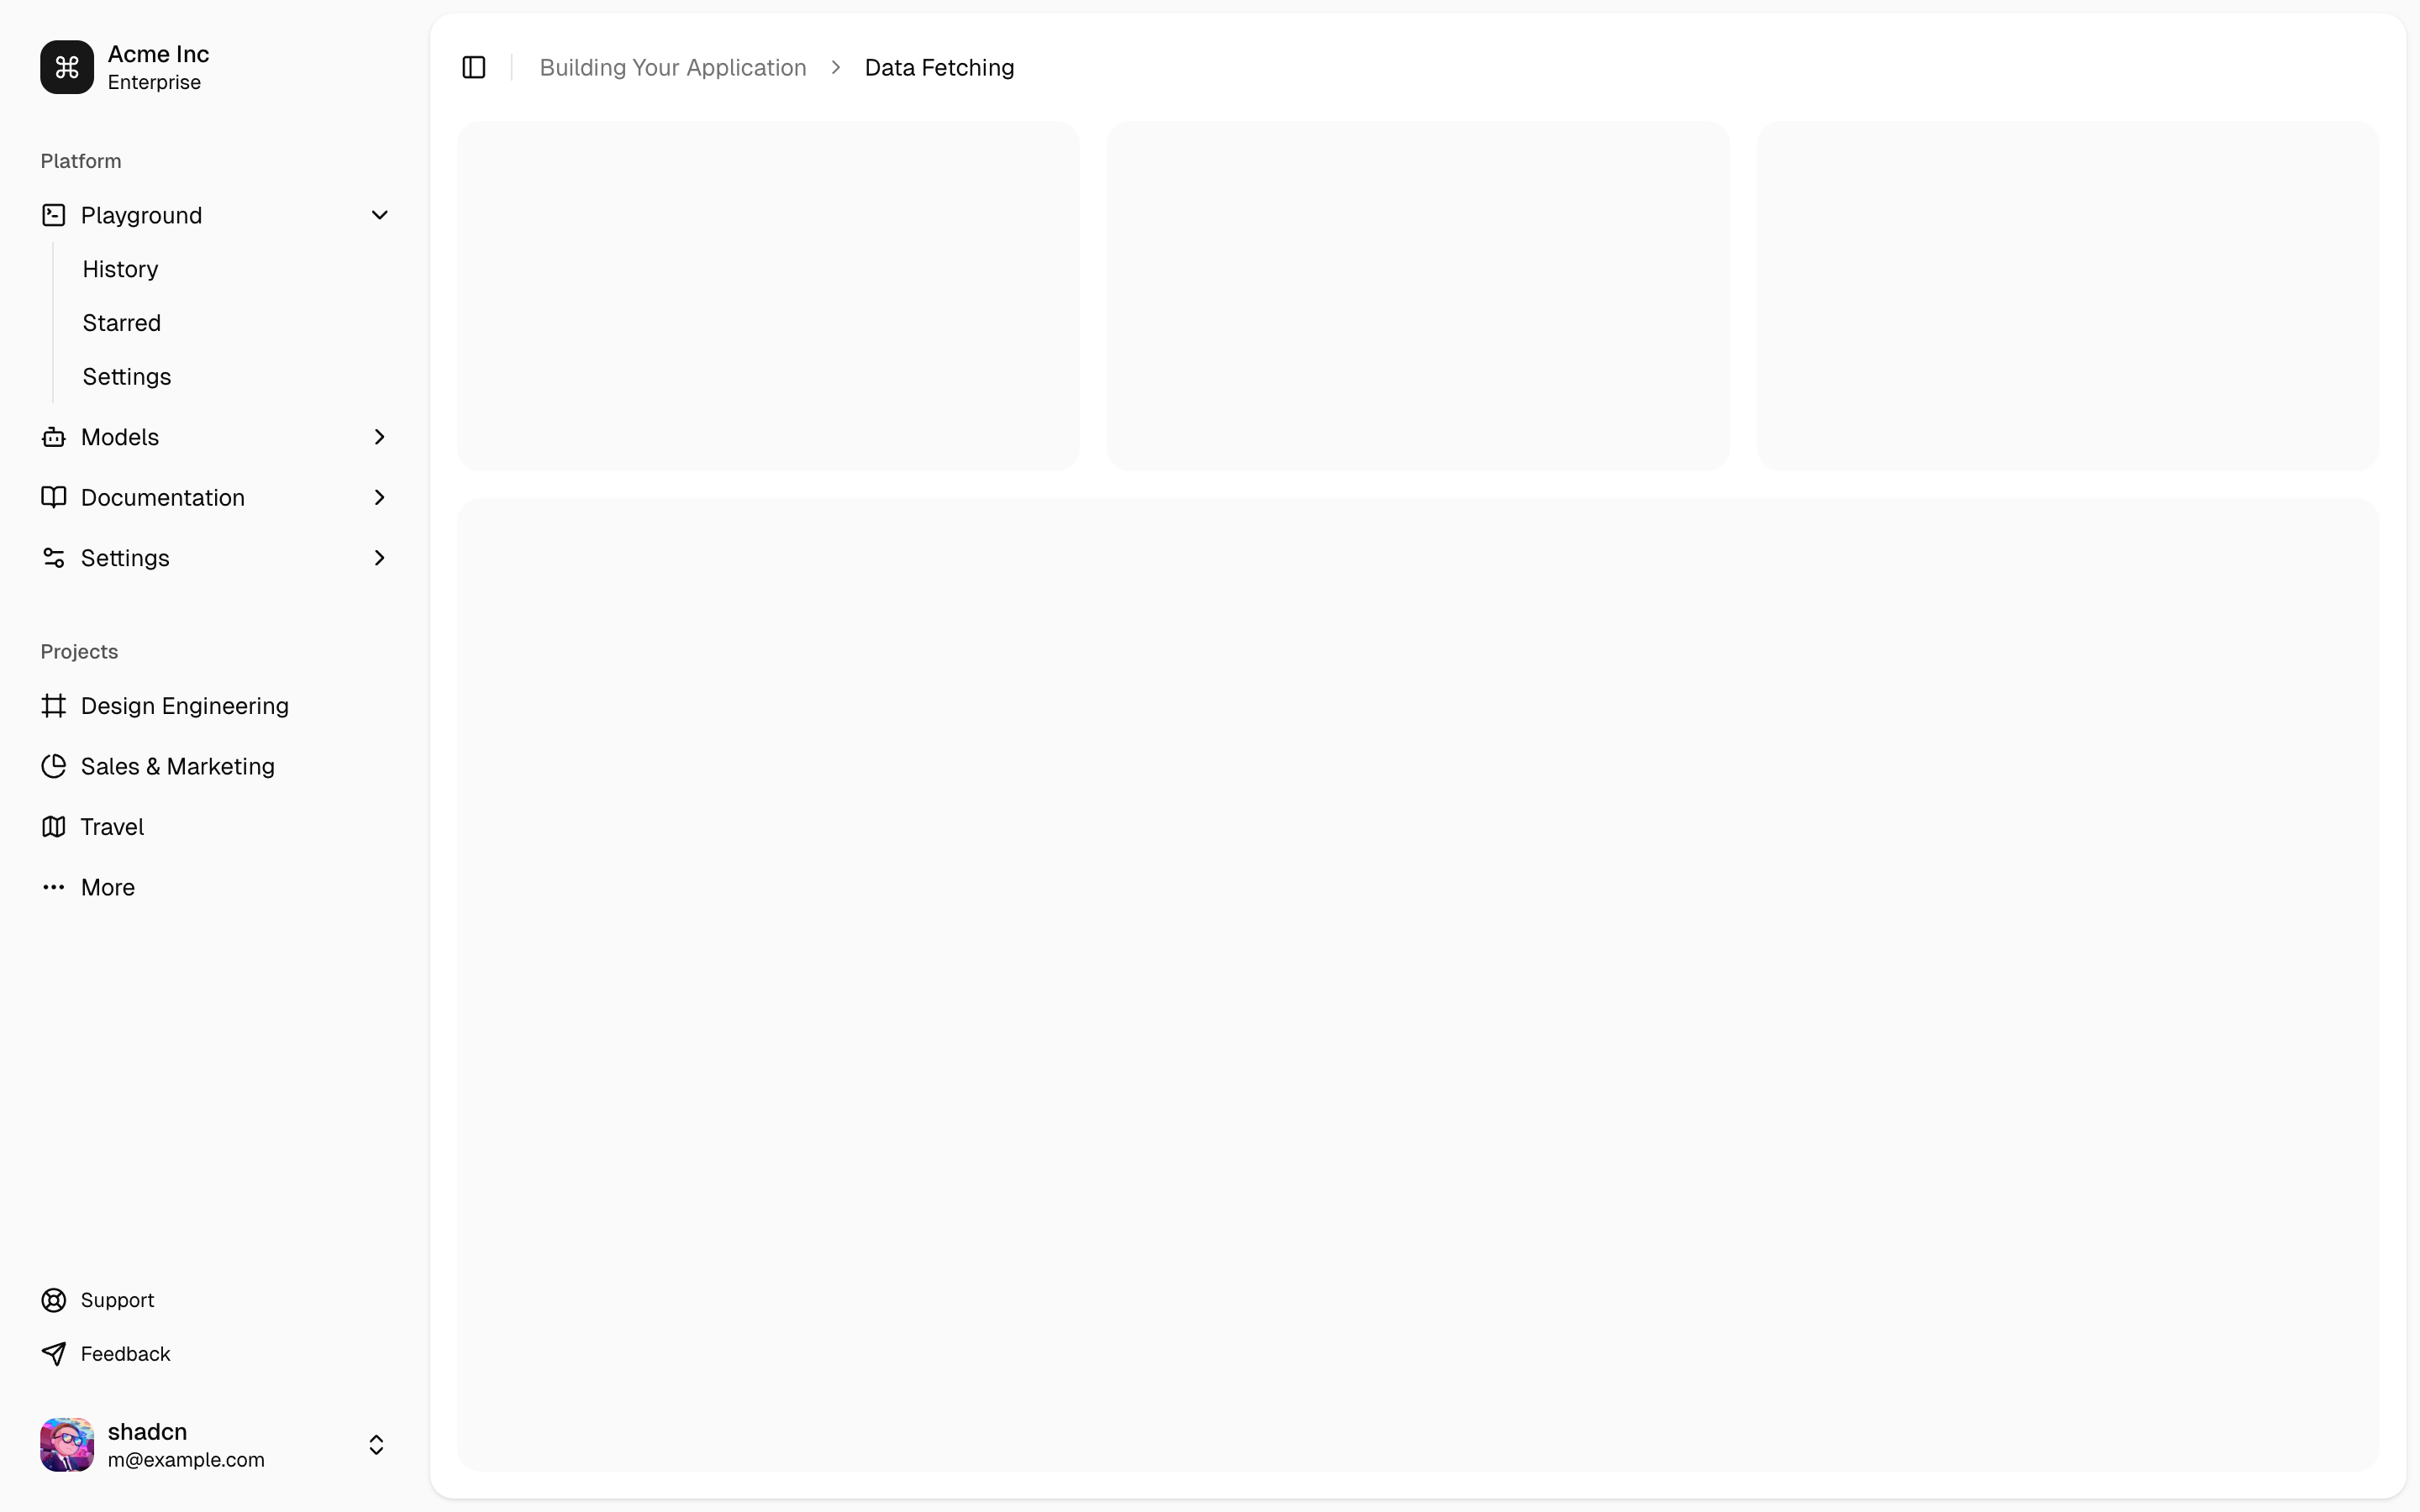 Acme Inc
Enterprise
Platform
Playground
History
Starred
Settings
Models
Documentation
Settings
Projects
Design Engineering
Sales & Marketing
Travel
More
Support
Feedback
shadcn
m@example.com
Building Your Application
Data Fetching